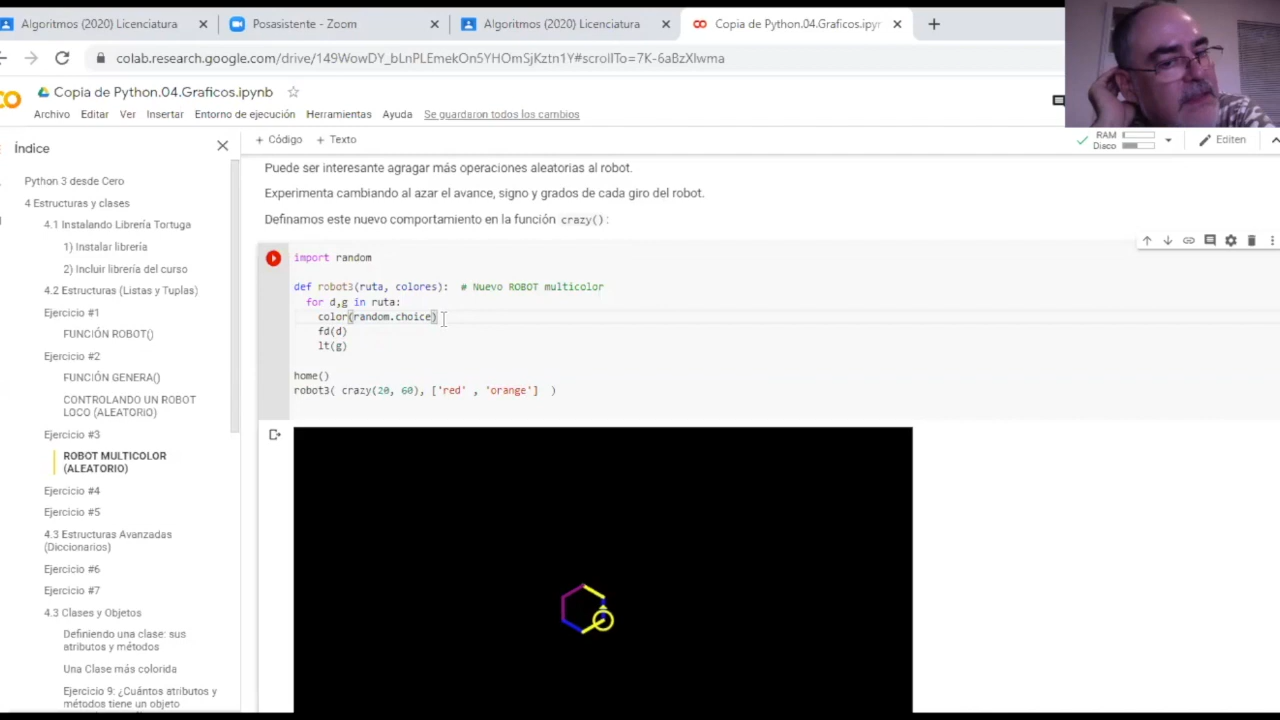 Algoritmos (2020) Licenciatura
Posasistente - Zoom
Algoritmos (2020) Licenciatura
Copia de Python.04.Graficos.ipyn
colab.research.google.com/drive/149WowDY_bLnPLEmekOn5YHOmSjKztn1Y#scrollTo=7K-6aBzXlwma
Copia de Python.04.Graficos.ipynb
Archivo Editar Ver Insertar Entorno de ejecución Herramientas Ayuda Se guardaron todos los cambios
+ Código + Texto
RAM
Disco
Editen
Índice
Python 3 desde Cero
4 Estructuras y clases
4.1 Instalando Librería Tortuga
1) Instalar librería
2) Incluir librería del curso
4.2 Estructuras (Listas y Tuplas)
Ejercicio #1
FUNCIÓN ROBOT()
Ejercicio #2
FUNCIÓN GENERA()
CONTROLANDO UN ROBOT
LOCO (ALEATORIO)
Ejercicio #3
ROBOT MULTICOLOR
(ALEATORIO)
Ejercicio #4
Ejercicio #5
4.3 Estructuras Avanzadas
(Diccionarios)
Ejercicio #6
Ejercicio #7
4.3 Clases y Objetos
Definiendo una clase: sus
atributos y métodos
Una Clase más colorida
Ejercicio 9: ¿Cuántos atributos y
métodos tiene un objeto
Puede ser interesante agragar más operaciones aleatorias al robot.
Experimenta cambiando al azar el avance, signo y grados de cada giro del robot.
Definamos este nuevo comportamiento en la función crazy():
import random
def robot3(ruta, colores): # Nuevo ROBOT multicolor
for d,g in ruta:
color(random.choice)
fd(d)
lt(g)
home()
robot3( crazy(20, 60), ['red' , 'orange'] )